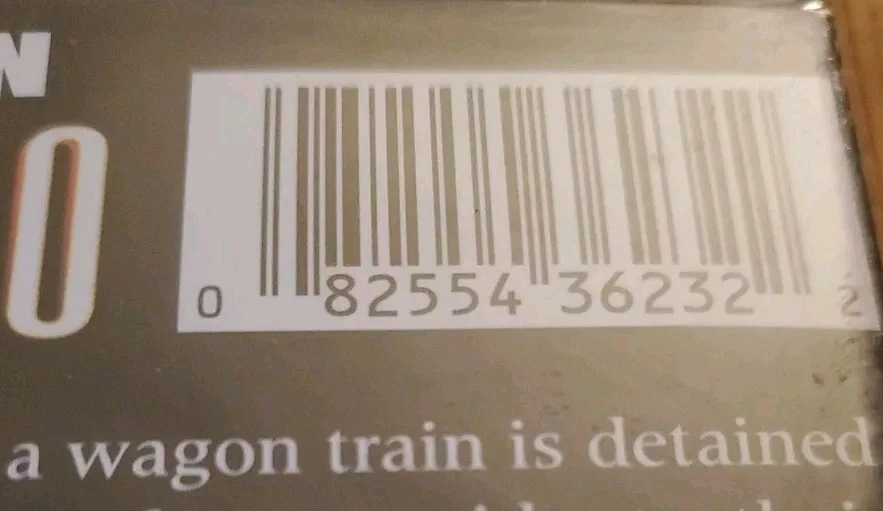 N
0
0 82554 36232 2
a wagon train is detained